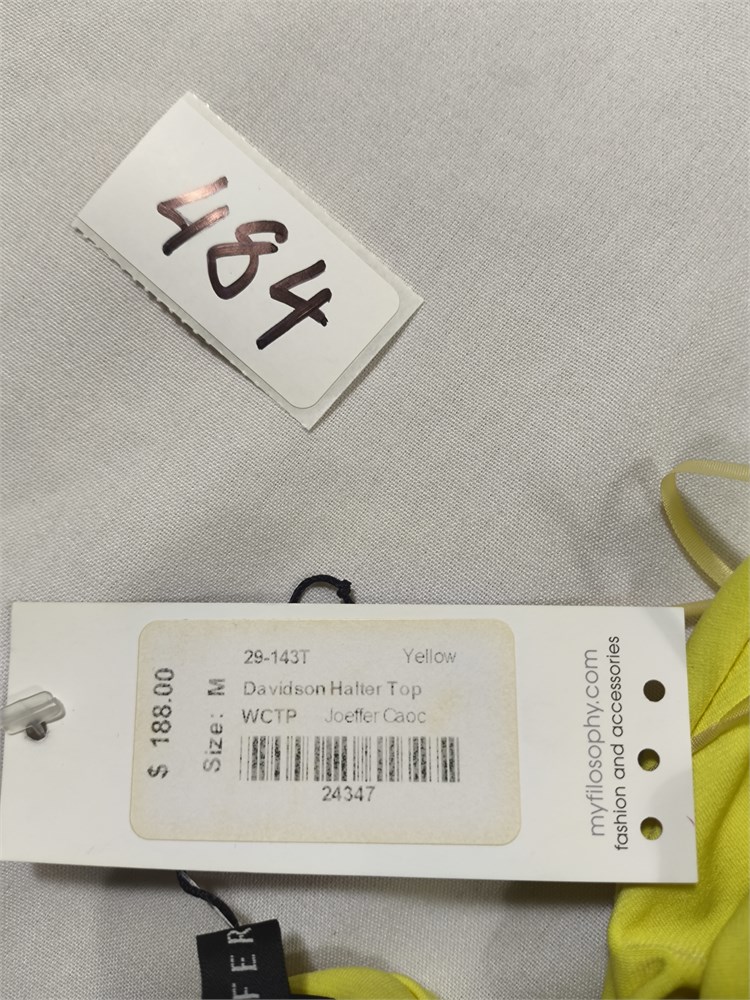 484
$ 188.00
Size: M
29-143T Yellow
Davidson Halter Top
WCTP Joeffer Caoc
24347
myfilosophy.com
fashion and accessories
FER